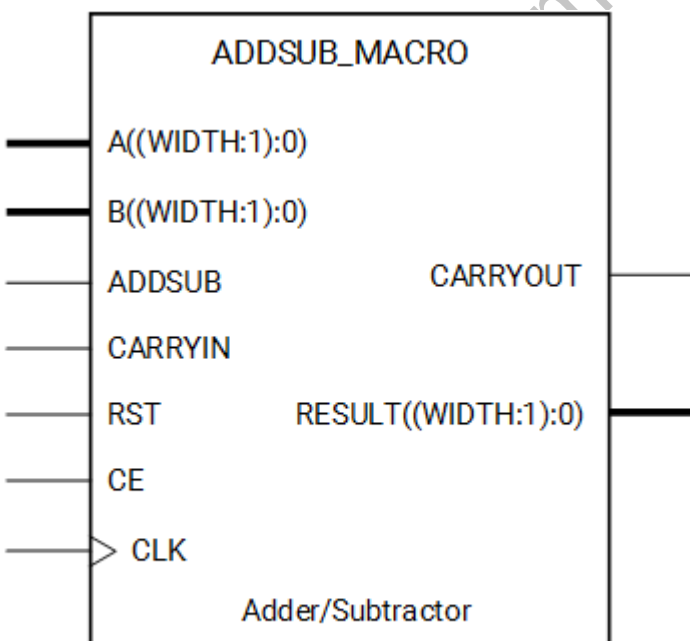 ADDSUB_MACRO
A((WIDTH:1):0)
B((WIDTH:1):0)
ADDSUB
CARRYOUT
CARRYIN
RST
RESULT((WIDTH:1):0)
CE
CLK
Adder/Subtractor